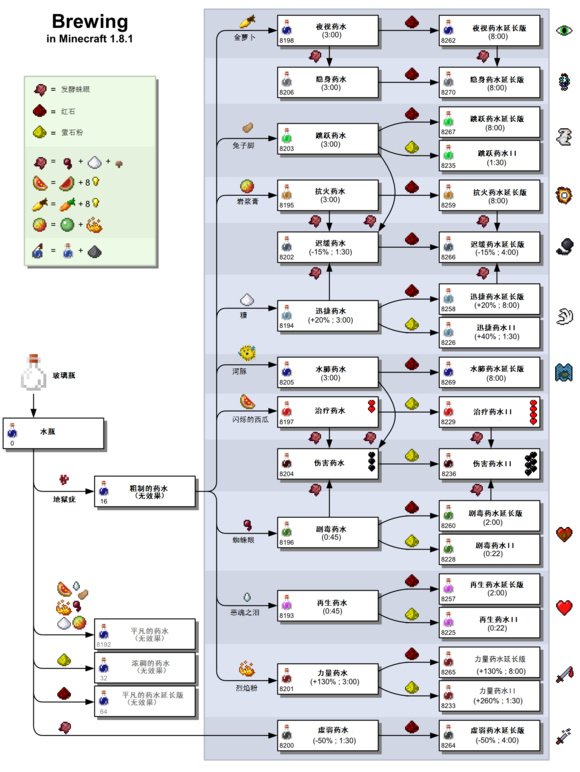 Brewing
in Minecraft 1.8.1
= 发酵蛛眼
= 红石
= 萤石粉
= + +
= + 8
= + 8
= +
= +
玻璃瓶
水瓶
0
地狱疣
粗制的药水
(无效果)
16
平凡的药水
(无效果)
8192
浓稠的药水
(无效果)
32
平凡的药水延长版
(无效果)
64
金萝卜
夜视药水
(3:00)
8198
夜视药水延长版
(8:00)
8262
隐身药水
(3:00)
8206
隐身药水延长版
(8:00)
8270
兔子脚
跳跃药水
(3:00)
8203
跳跃药水延长版
(8:00)
8267
跳跃药水II
(1:30)
8235
岩浆膏
抗火药水
(3:00)
8195
抗火药水延长版
(8:00)
8259
迟缓药水
(-15% ; 1:30)
8202
迟缓药水延长版
(-15% ; 4:00)
8266
糖
迅捷药水
(+20% ; 3:00)
8194
迅捷药水延长版
(+20% ; 8:00)
8258
迅捷药水II
(+40% ; 1:30)
8226
河豚
水肺药水
(3:00)
8205
水肺药水延长版
(8:00)
8269
闪烁的西瓜
治疗药水
8197
治疗药水II
8229
伤害药水
8204
伤害药水II
8236
蜘蛛眼
剧毒药水
(0:45)
8196
剧毒药水延长版
(2:00)
8260
剧毒药水II
(0:22)
8228
恶魂之泪
再生药水
(0:45)
8193
再生药水延长版
(2:00)
8257
再生药水II
(0:22)
8225
烈焰粉
力量药水
(+130% ; 3:00)
8201
力量药水延长版
(+130% ; 8:00)
8265
力量药水II
(+260% ; 1:30)
8233
虚弱药水
(-50% ; 1:30)
8200
虚弱药水延长版
(-50% ; 4:00)
8264